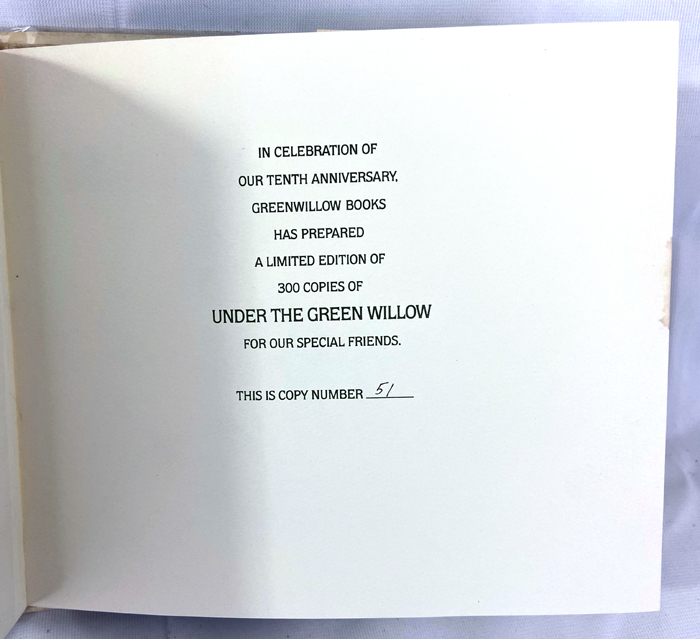 IN CELEBRATION OF
OUR TENTH ANNIVERSARY,
GREENWILLOW BOOKS
HAS PREPARED
A LIMITED EDITION OF
300 COPIES OF
UNDER THE GREEN WILLOW
FOR OUR SPECIAL FRIENDS.
THIS IS COPY NUMBER 51